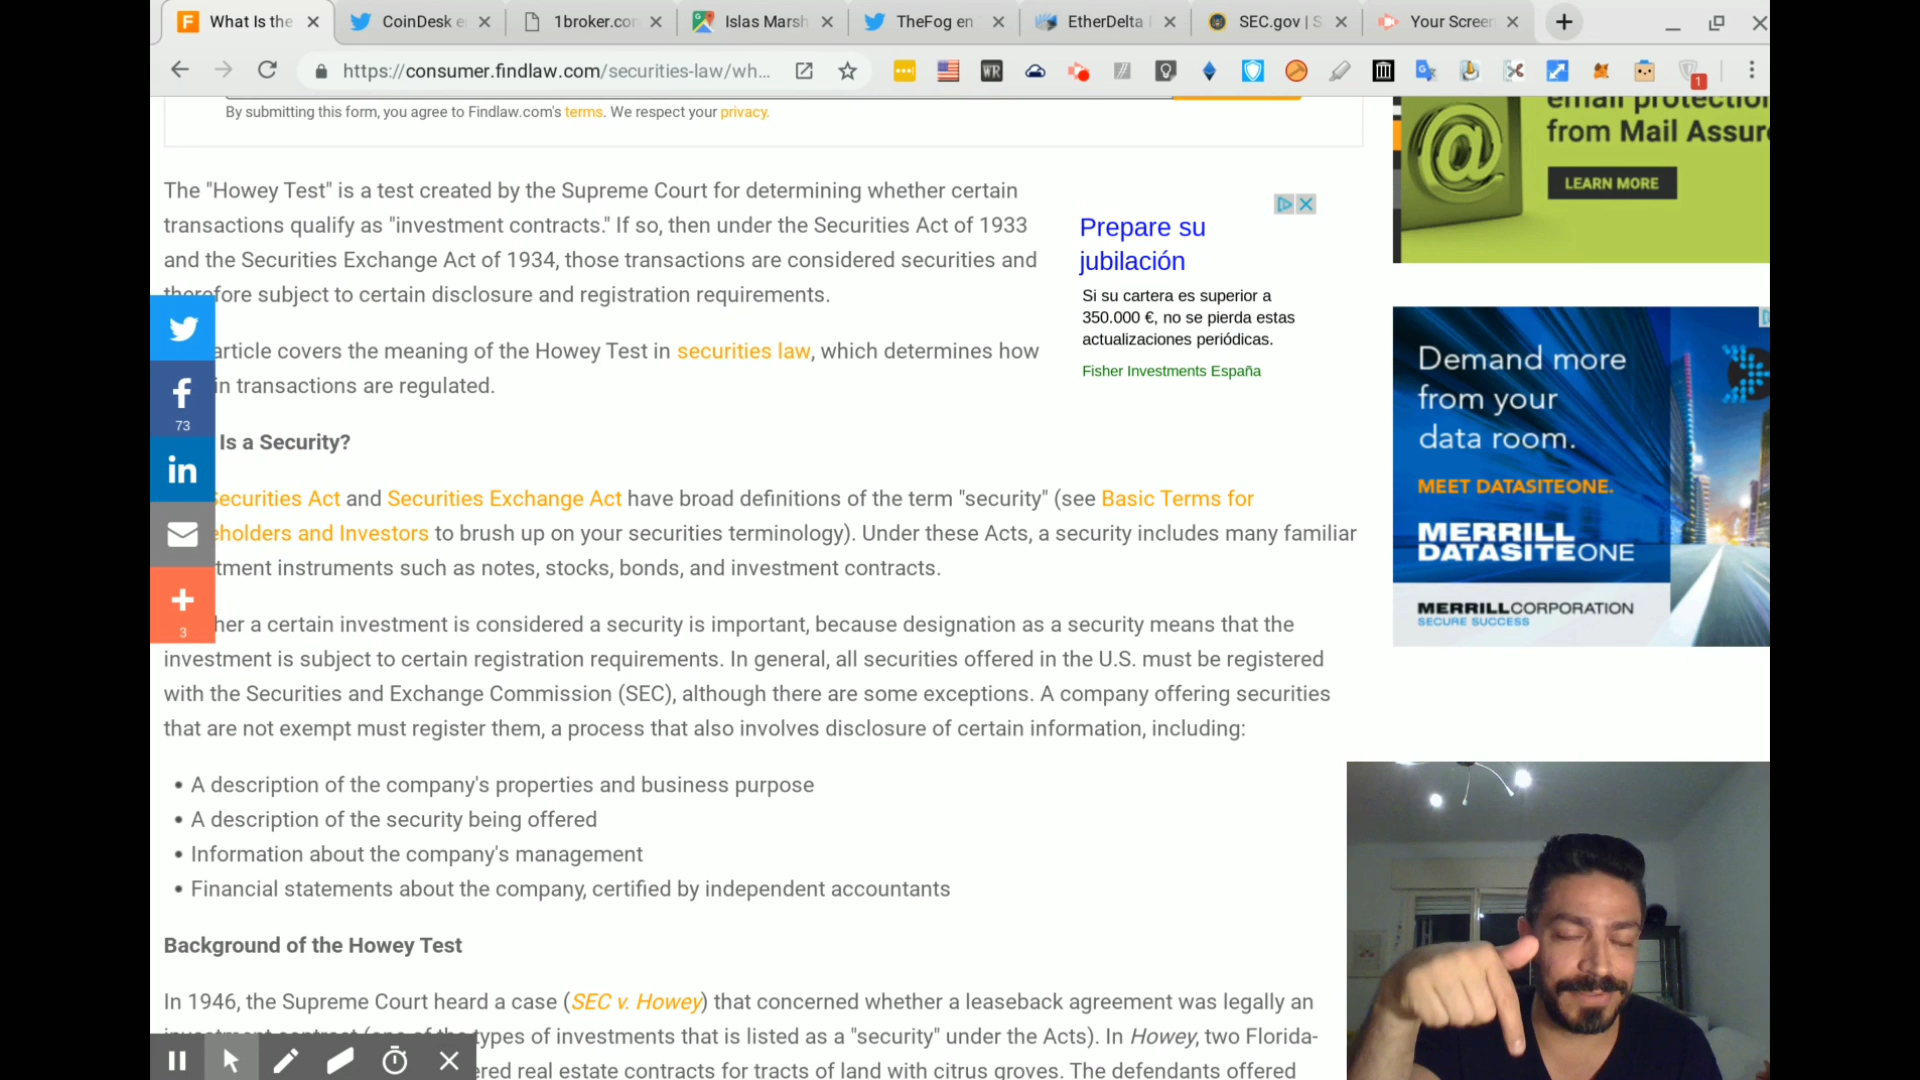 What Is the
CoinDesk e
1broker.com
Islas Marsh
TheFog en
EtherDelta
SEC.gov | S
Your Screen
https://consumer.findlaw.com/securities-law/wh...
WR
1
By submitting this form, you agree to Findlaw.com's terms. We respect your privacy.
email protection
from Mail Assure
LEARN MORE
The "Howey Test" is a test created by the Supreme Court for determining whether certain
transactions qualify as "investment contracts." If so, then under the Securities Act of 1933
and the Securities Exchange Act of 1934, those transactions are considered securities and
therefore subject to certain disclosure and registration requirements.
Prepare su
jubilación
Si su cartera es superior a
350.000 €, no se pierda estas
actualizaciones periódicas.
Fisher Investments España
article covers the meaning of the Howey Test in securities law, which determines how
in transactions are regulated.
73
Is a Security?
Securities Act and Securities Exchange Act have broad definitions of the term "security" (see Basic Terms for
eholders and Investors to brush up on your securities terminology). Under these Acts, a security includes many familiar
tment instruments such as notes, stocks, bonds, and investment contracts.
3
her a certain investment is considered a security is important, because designation as a security means that the
investment is subject to certain registration requirements. In general, all securities offered in the U.S. must be registered
with the Securities and Exchange Commission (SEC), although there are some exceptions. A company offering securities
that are not exempt must register them, a process that also involves disclosure of certain information, including:
Demand more
from your
data room.
MEET DATASITEONE.
MERRILL
DATASITEONE
MERRILL CORPORATION
SECURE SUCCESS
• A description of the company's properties and business purpose
• A description of the security being offered
• Information about the company's management
• Financial statements about the company, certified by independent accountants
Background of the Howey Test
In 1946, the Supreme Court heard a case (SEC v. Howey) that concerned whether a leaseback agreement was legally an
investment contract (one of the types of investments that is listed as a "security" under the Acts). In Howey, two Florida-
ered real estate contracts for tracts of land with citrus groves. The defendants offered